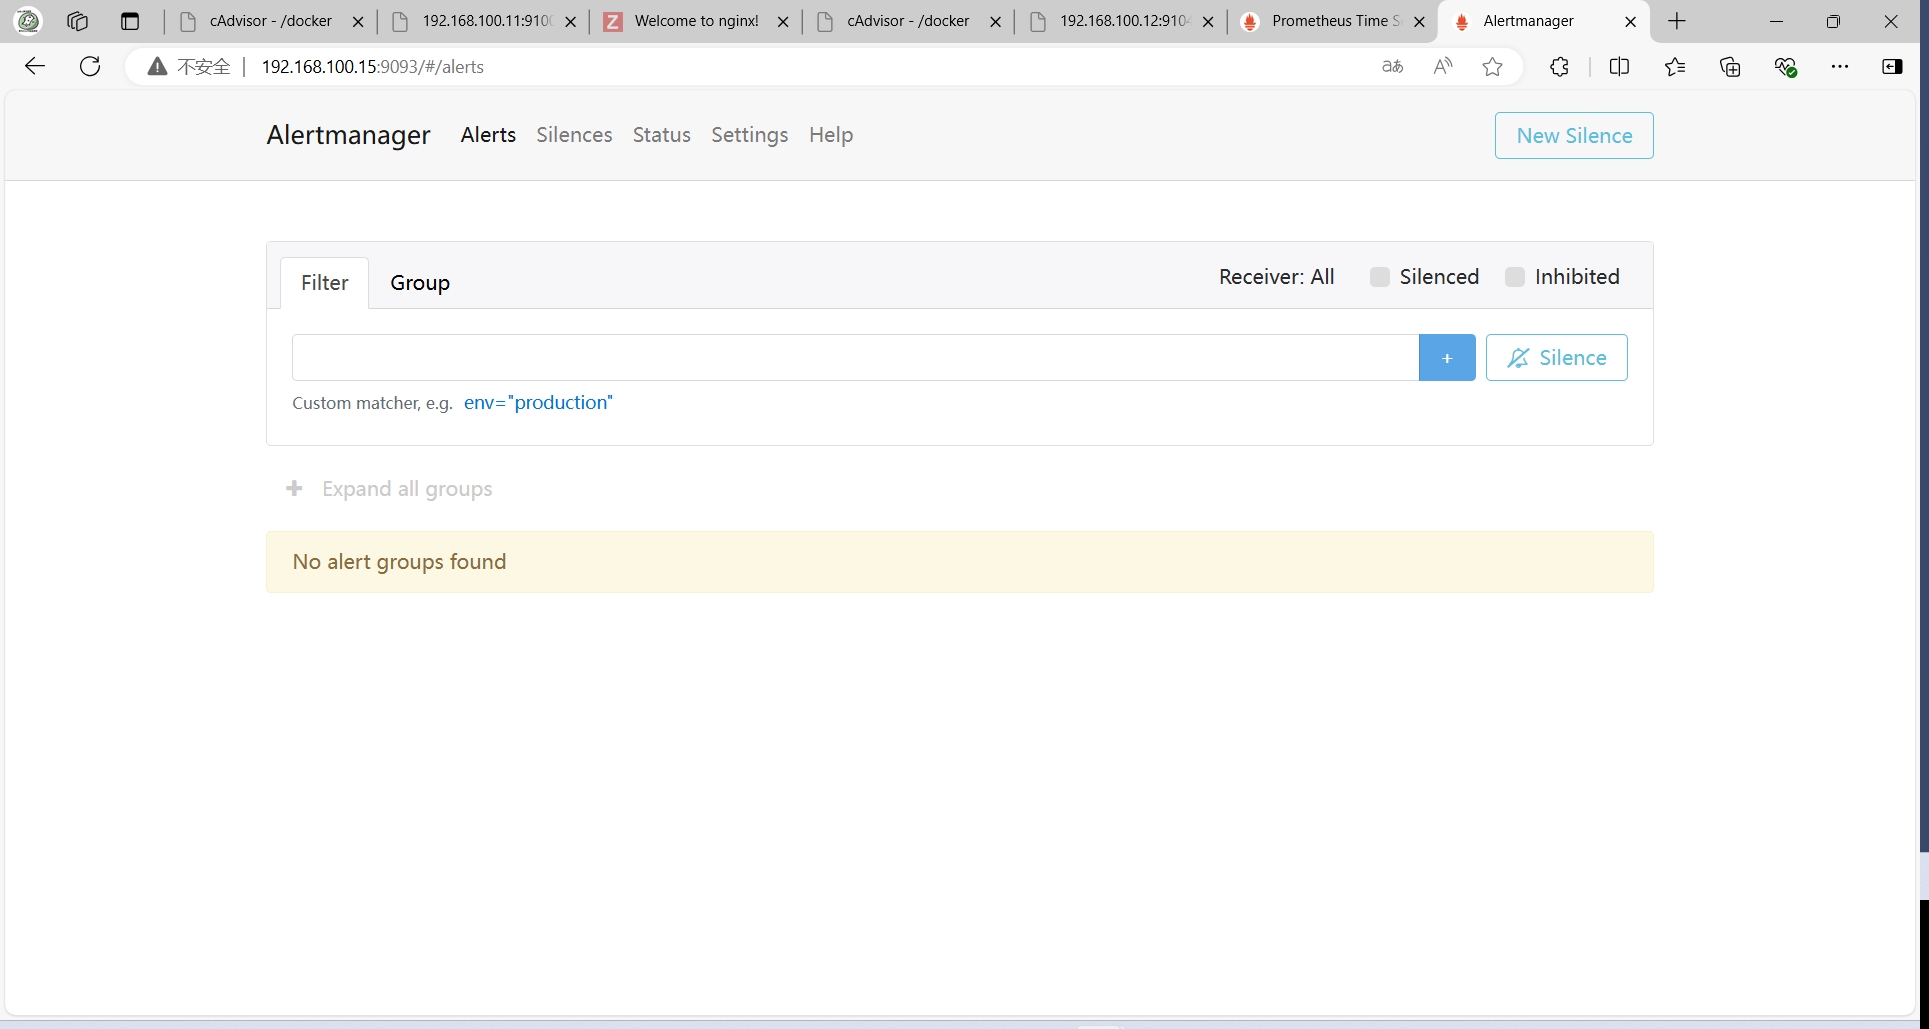 cAdvisor - /docker
192.168.100.11:910
Welcome to nginx!
cAdvisor - /docker
192.168.100.12:910
Prometheus Time S
Alertmanager
不安全
192.168.100.15:9093/#/alerts
Alertmanager Alerts Silences Status Settings Help New Silence
Filter Group Receiver: All Silenced Inhibited
+ Silence
Custom matcher, e.g. env="production"
+ Expand all groups
No alert groups found